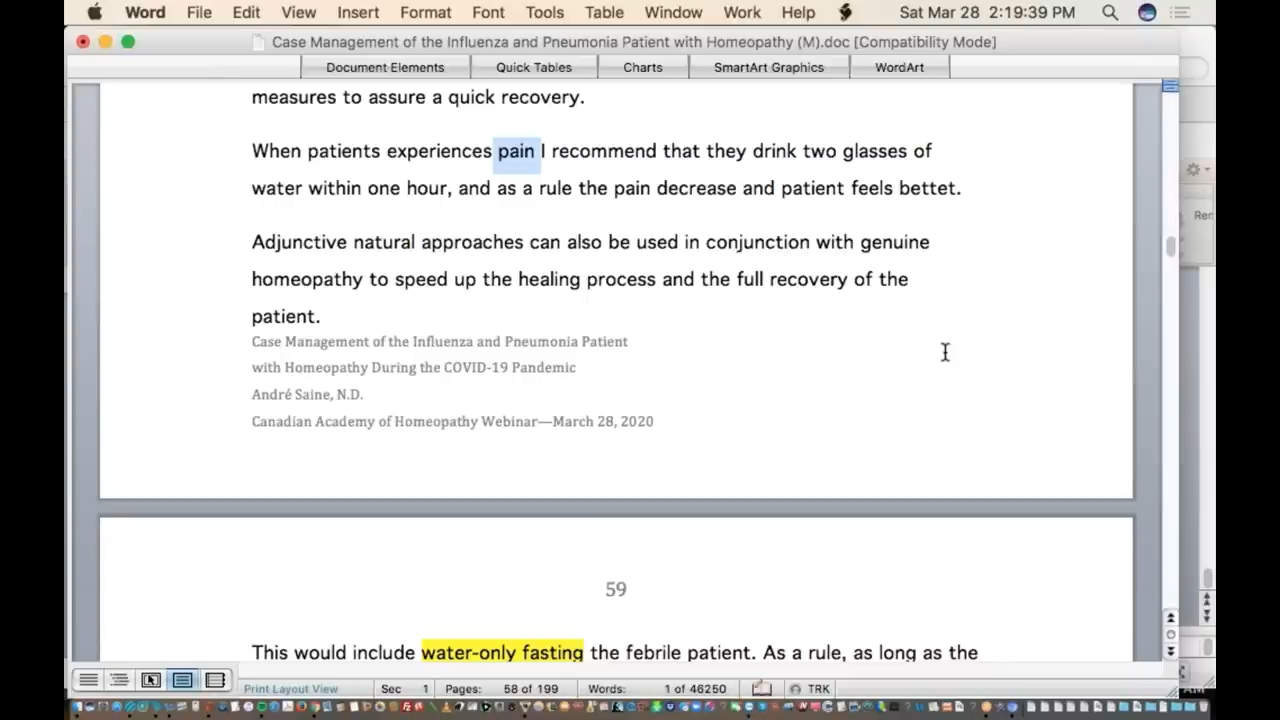 Word File Edit View Insert Format Font Tools Table Window Work Help Sat Mar 28 2:19:39 PM
Case Management of the Influenza and Pneumonia Patient with Homeopathy (M).doc [Compatibility Mode]
Document Elements Quick Tables Charts SmartArt Graphics WordArt
measures to assure a quick recovery.
When patients experiences pain I recommend that they drink two glasses of
water within one hour, and as a rule the pain decrease and patient feels bettet.
Adjunctive natural approaches can also be used in conjunction with genuine
homeopathy to speed up the healing process and the full recovery of the
patient.
Case Management of the Influenza and Pneumonia Patient
with Homeopathy During the COVID-19 Pandemic
André Saine, N.D.
Canadian Academy of Homeopathy Webinar—March 28, 2020
59
This would include water-only fasting the febrile patient. As a rule, as long as the
Print Layout View Sec 1 Pages: 58 of 199 Words: 1 of 46250 TRK